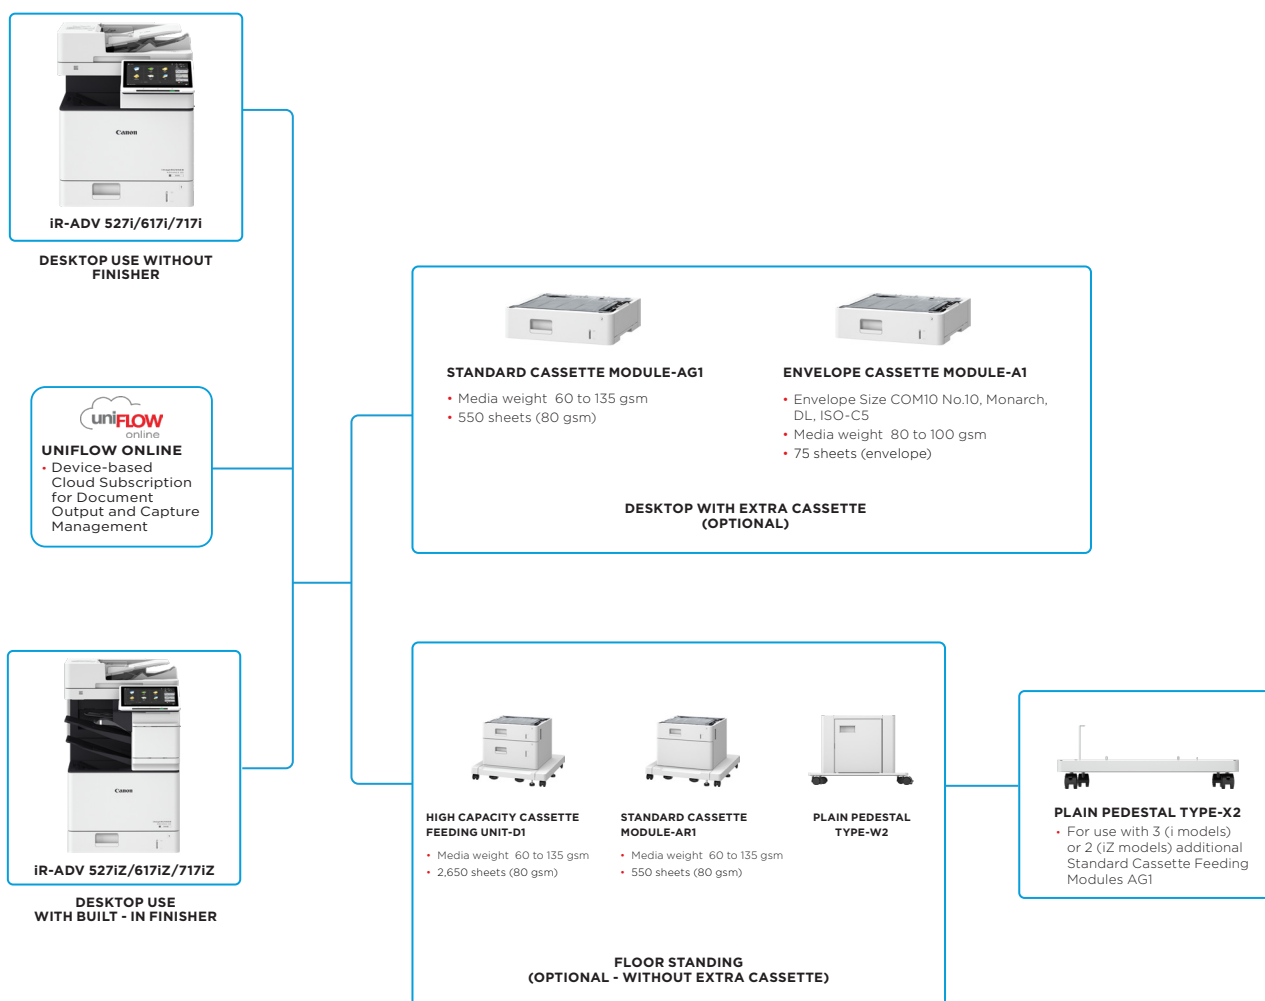 Canon
iR-ADV 527i/617i/717i
DESKTOP USE WITHOUT
FINISHER
uniFLOW
online
UNIFLOW ONLINE
• Device-based
Cloud Subscription
for Document
Output and Capture
Management
Canon
iR-ADV 527iZ/617iZ/717iZ
DESKTOP USE
WITH BUILT - IN FINISHER
STANDARD CASSETTE MODULE-AG1
• Media weight 60 to 135 gsm
• 550 sheets (80 gsm)
ENVELOPE CASSETTE MODULE-A1
• Envelope Size COM10 No.10, Monarch,
DL, ISO-C5
• Media weight 80 to 100 gsm
• 75 sheets (envelope)
DESKTOP WITH EXTRA CASSETTE
(OPTIONAL)
HIGH CAPACITY CASSETTE
FEEDING UNIT-D1
• Media weight 60 to 135 gsm
• 2,650 sheets (80 gsm)
STANDARD CASSETTE
MODULE-AR1
• Media weight 60 to 135 gsm
• 550 sheets (80 gsm)
PLAIN PEDESTAL
TYPE-W2
FLOOR STANDING
(OPTIONAL - WITHOUT EXTRA CASSETTE)
PLAIN PEDESTAL TYPE-X2
• For use with 3 (i models)
or 2 (iZ models) additional
Standard Cassette Feeding
Modules AG1